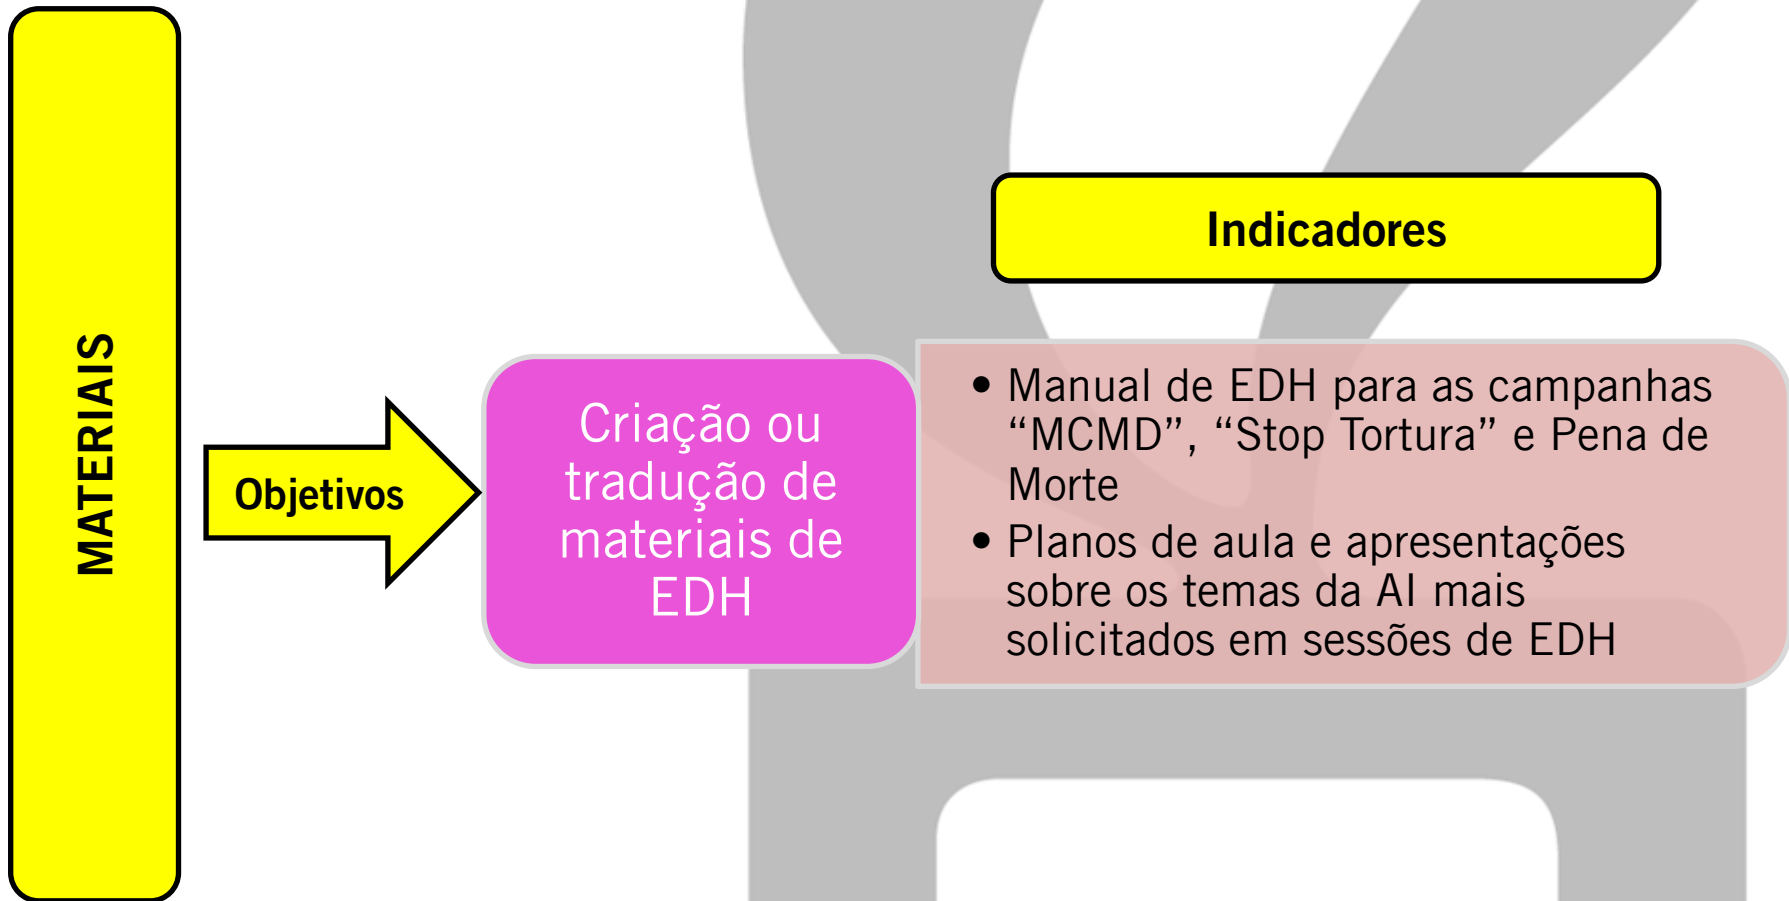 MATERIAIS
Objetivos
Criação ou
tradução de
materiais de
EDH
Indicadores
• Manual de EDH para as campanhas
“MCMD”, “Stop Tortura” e Pena de
Morte
• Planos de aula e apresentações
sobre os temas da AI mais
solicitados em sessões de EDH